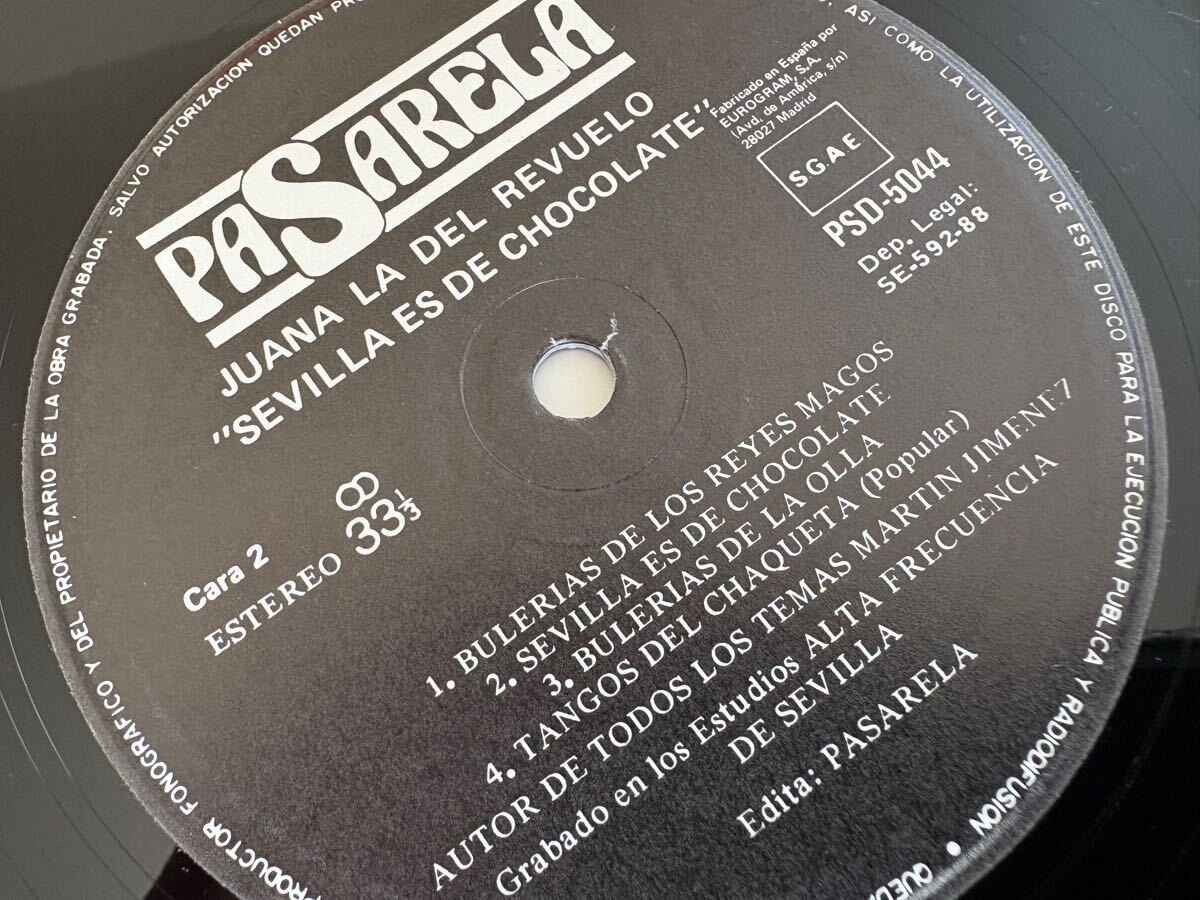 PASARELA
JUANA LA DEL REVUELO
"SEVILLA ES DE CHOCOLATE"
Fabricado en España por
EUROGRAM, S.A.
(Avd. de América, s/n)
28027 Madrid
S.G.A.E
PSD-5044
Dep. Legal:
SE-592-88
Cara 2
ESTEREO 33⅓
1. BULERIAS DE LOS REYES MAGOS
2. SEVILLA ES DE CHOCOLATE
3. BULERIAS DE LA OLLA
4. TANGOS DEL CHAQUETA (Popular)
AUTOR DE TODOS LOS TEMAS MARTIN JIMENEZ
Grabado en los Estudios ALTA FRECUENCIA
DE SEVILLA
Edita: PASARELA
PRODUCTOR FONOGRAFICO Y DEL PROPIETARIO DE LA OBRA GRABADA. SALVO AUTORIZACION QUEDAN
ASI COMO LA UTILIZACION DE ESTE DISCO PARA LA EJECUCION PUBLICA Y RADIODIFUSION •